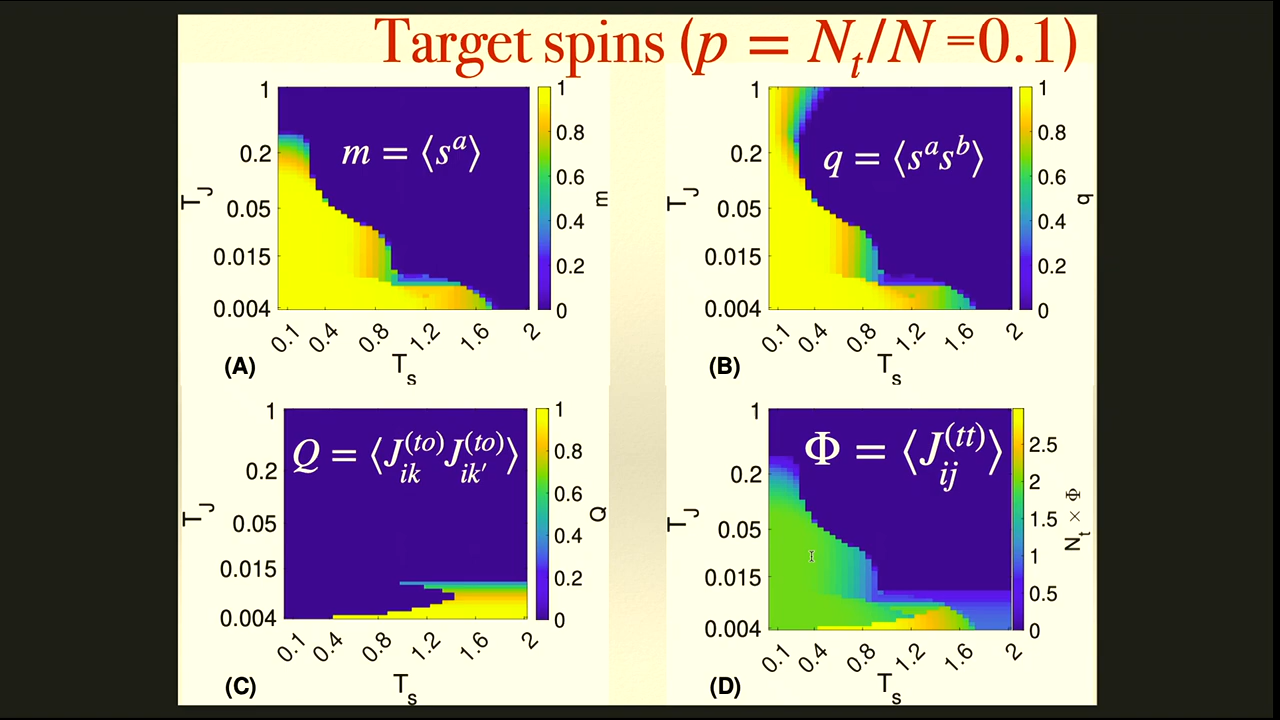 Target spins (p = N_t/N =0.1)
1
0.2
0.05
0.015
0.004
T_J
m = ⟨s^a⟩
0.1 0.4 0.8 1.2 1.6 2
T_s
1
0.8
0.6
0.4
0.2
0
m
(A)
1
0.2
0.05
0.015
0.004
T_J
q = ⟨s^a s^b⟩
0.1 0.4 0.8 1.2 1.6 2
T_s
1
0.8
0.6
0.4
0.2
0
q
(B)
1
0.2
0.05
0.015
0.004
T_J
Q = ⟨J_{ik}^{(to)} J_{ik'}^{(to)}⟩
0.1 0.4 0.8 1.2 1.6 2
T_s
1
0.8
0.6
0.4
0.2
0
Q
(C)
1
0.2
0.05
0.015
0.004
T_J
Φ = ⟨J_{ij}^{(tt)}⟩
0.1 0.4 0.8 1.2 1.6 2
T_s
2.5
2
1.5
1
0.5
0
N_t × Φ
(D)